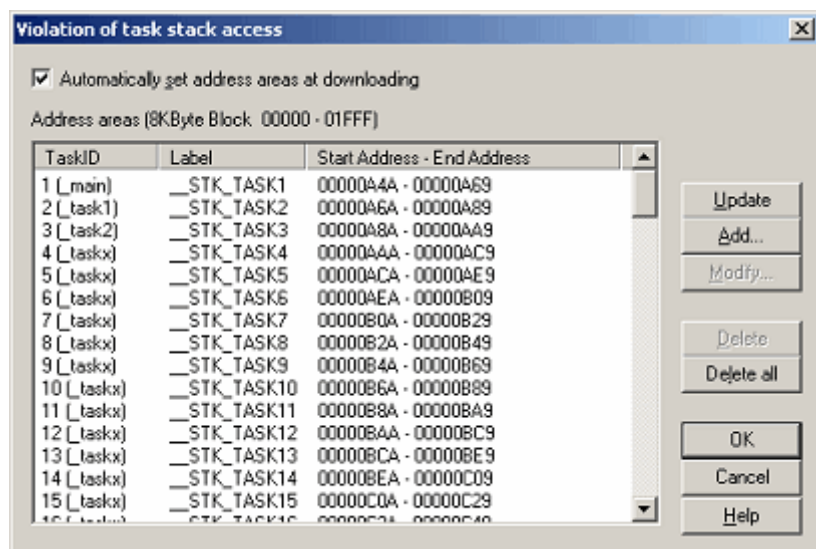 Violation of task stack access
Automatically set address areas at downloading
Address areas (8KByte Block 00000 - 01FFF)
TaskID Label Start Address - End Address
1 (_main) __STK_TASK1 00000A4A - 00000A69
2 (_task1) __STK_TASK2 00000A6A - 00000A89
3 (_task2) __STK_TASK3 00000A8A - 00000AA9
4 (_taskx) __STK_TASK4 00000AAA - 00000AC9
5 (_taskx) __STK_TASK5 00000ACA - 00000AE9
6 (_taskx) __STK_TASK6 00000AEA - 00000B09
7 (_taskx) __STK_TASK7 00000B0A - 00000B29
8 (_taskx) __STK_TASK8 00000B2A - 00000B49
9 (_taskx) __STK_TASK9 00000B4A - 00000B69
10 (_taskx) __STK_TASK10 00000B6A - 00000B89
11 (_taskx) __STK_TASK11 00000B8A - 00000BA9
12 (_taskx) __STK_TASK12 00000BAA - 00000BC9
13 (_taskx) __STK_TASK13 00000BCA - 00000BE9
14 (_taskx) __STK_TASK14 00000BEA - 00000C09
15 (_taskx) __STK_TASK15 00000C0A - 00000C29
Update
Add...
Modify...
Delete
Delete all
OK
Cancel
Help